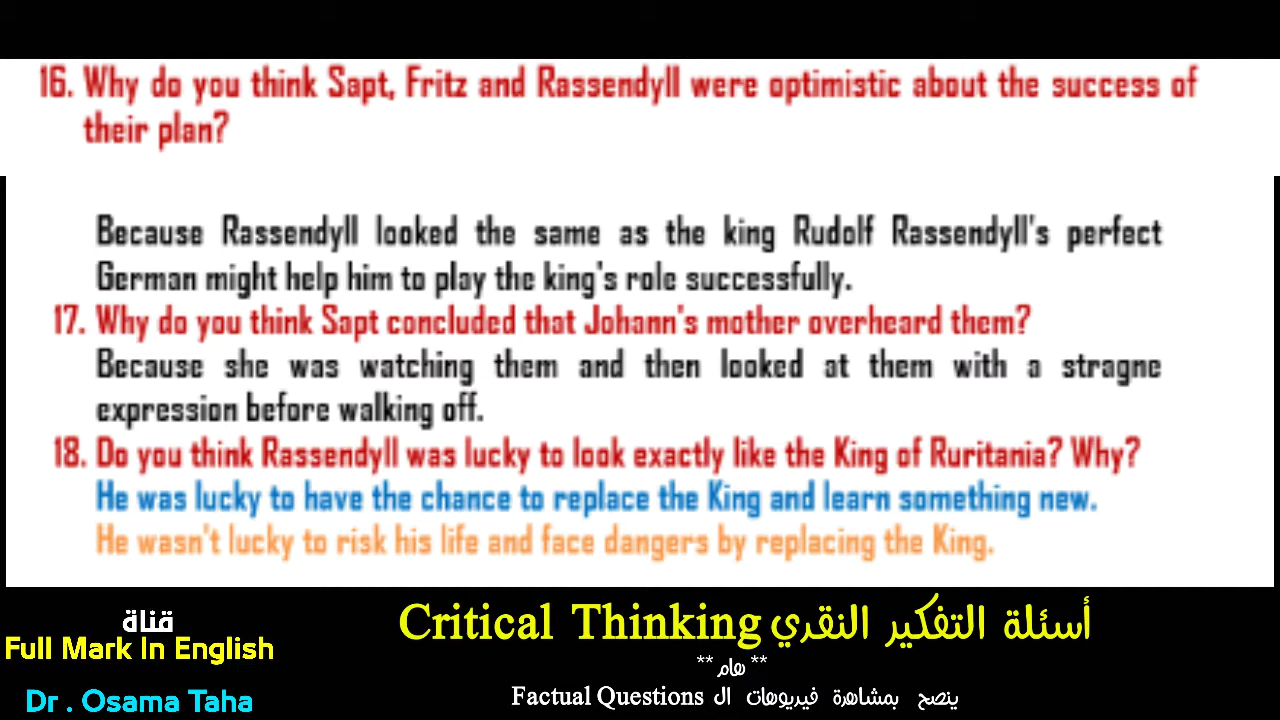 16. Why do you think Sapt, Fritz and Rassendyll were optimistic about the success of
their plan?
Because Rassendyll looked the same as the king Rudolf Rassendyll's perfect
German might help him to play the king's role successfully.
17. Why do you think Sapt concluded that Johann's mother overheard them?
Because she was watching them and then looked at them with a stragne
expression before walking off.
18. Do you think Rassendyll was lucky to look exactly like the King of Ruritania? Why?
He was lucky to have the chance to replace the King and learn something new.
He wasn't lucky to risk his life and face dangers by replacing the King.
قناة
Full Mark In English
Dr . Osama Taha
أسئلة التفكير النقري Critical Thinking
** هام **
ينصح بمشاهرة فيريوهات ال Factual Questions